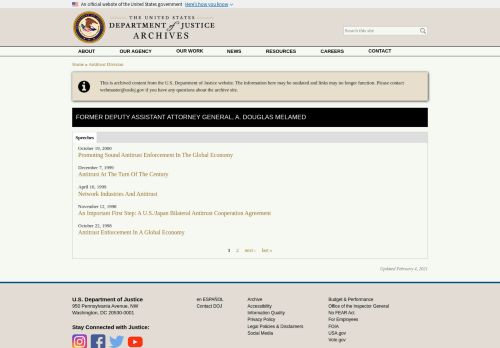 An official website of the United States government Here's how you know
THE UNITED STATES
DEPARTMENT of JUSTICE
ARCHIVES
Search this site
ABOUT OUR AGENCY OUR WORK NEWS RESOURCES CAREERS CONTACT
Home » Antitrust Division
This is archived content from the U.S. Department of Justice website. The information here may be outdated and links may no longer function. Please contact
webmaster@usdoj.gov if you have any questions about the archive site.
FORMER DEPUTY ASSISTANT ATTORNEY GENERAL, A. DOUGLAS MELAMED
Speeches
October 19, 2000
Promoting Sound Antitrust Enforcement In The Global Economy
December 7, 1999
Antitrust At The Turn Of The Century
April 16, 1999
Network Industries And Antitrust
November 12, 1998
An Important First Step: A U.S./Japan Bilateral Antitrust Cooperation Agreement
October 22, 1998
Antitrust Enforcement In A Global Economy
1 2 next › last »
Updated February 4, 2021
U.S. Department of Justice
950 Pennsylvania Avenue, NW
Washington, DC 20530-0001
Stay Connected with Justice:
en ESPAÑOL
Contact DOJ
Archive
Accessibility
Information Quality
Privacy Policy
Legal Policies & Disclaimers
Social Media
Budget & Performance
Office of the Inspector General
No FEAR Act
For Employees
FOIA
USA.gov
Vote.gov